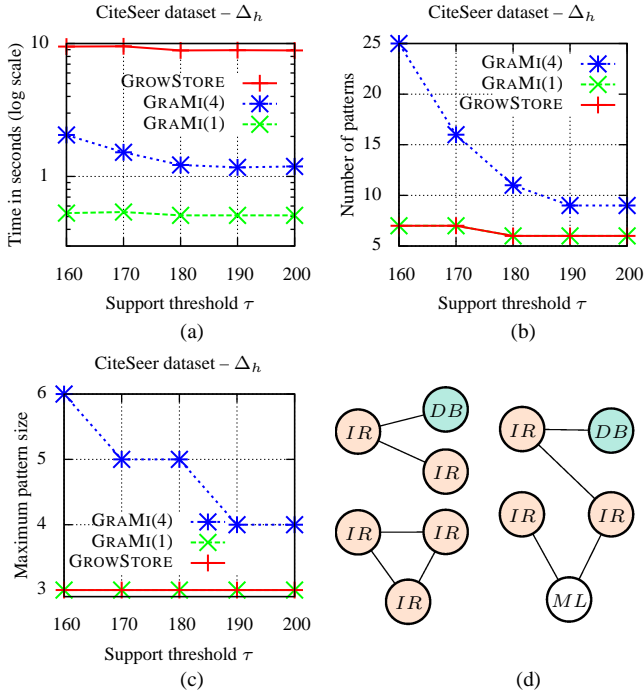 CiteSeer dataset – Δh
10
1
Time in seconds (log scale)
GROWSTORE
GRAMI(4)
GRAMI(1)
160 170 180 190 200
Support threshold τ
(a)
CiteSeer dataset – Δh
25
20
15
10
5
Number of patterns
GRAMI(4)
GRAMI(1)
GROWSTORE
160 170 180 190 200
Support threshold τ
(b)
CiteSeer dataset – Δh
6
5
4
3
Maximum pattern size
GRAMI(4)
GRAMI(1)
GROWSTORE
160 170 180 190 200
Support threshold τ
(c)
DB
IR
IR
IR IR
IR
IR DB
IR IR
ML
(d)